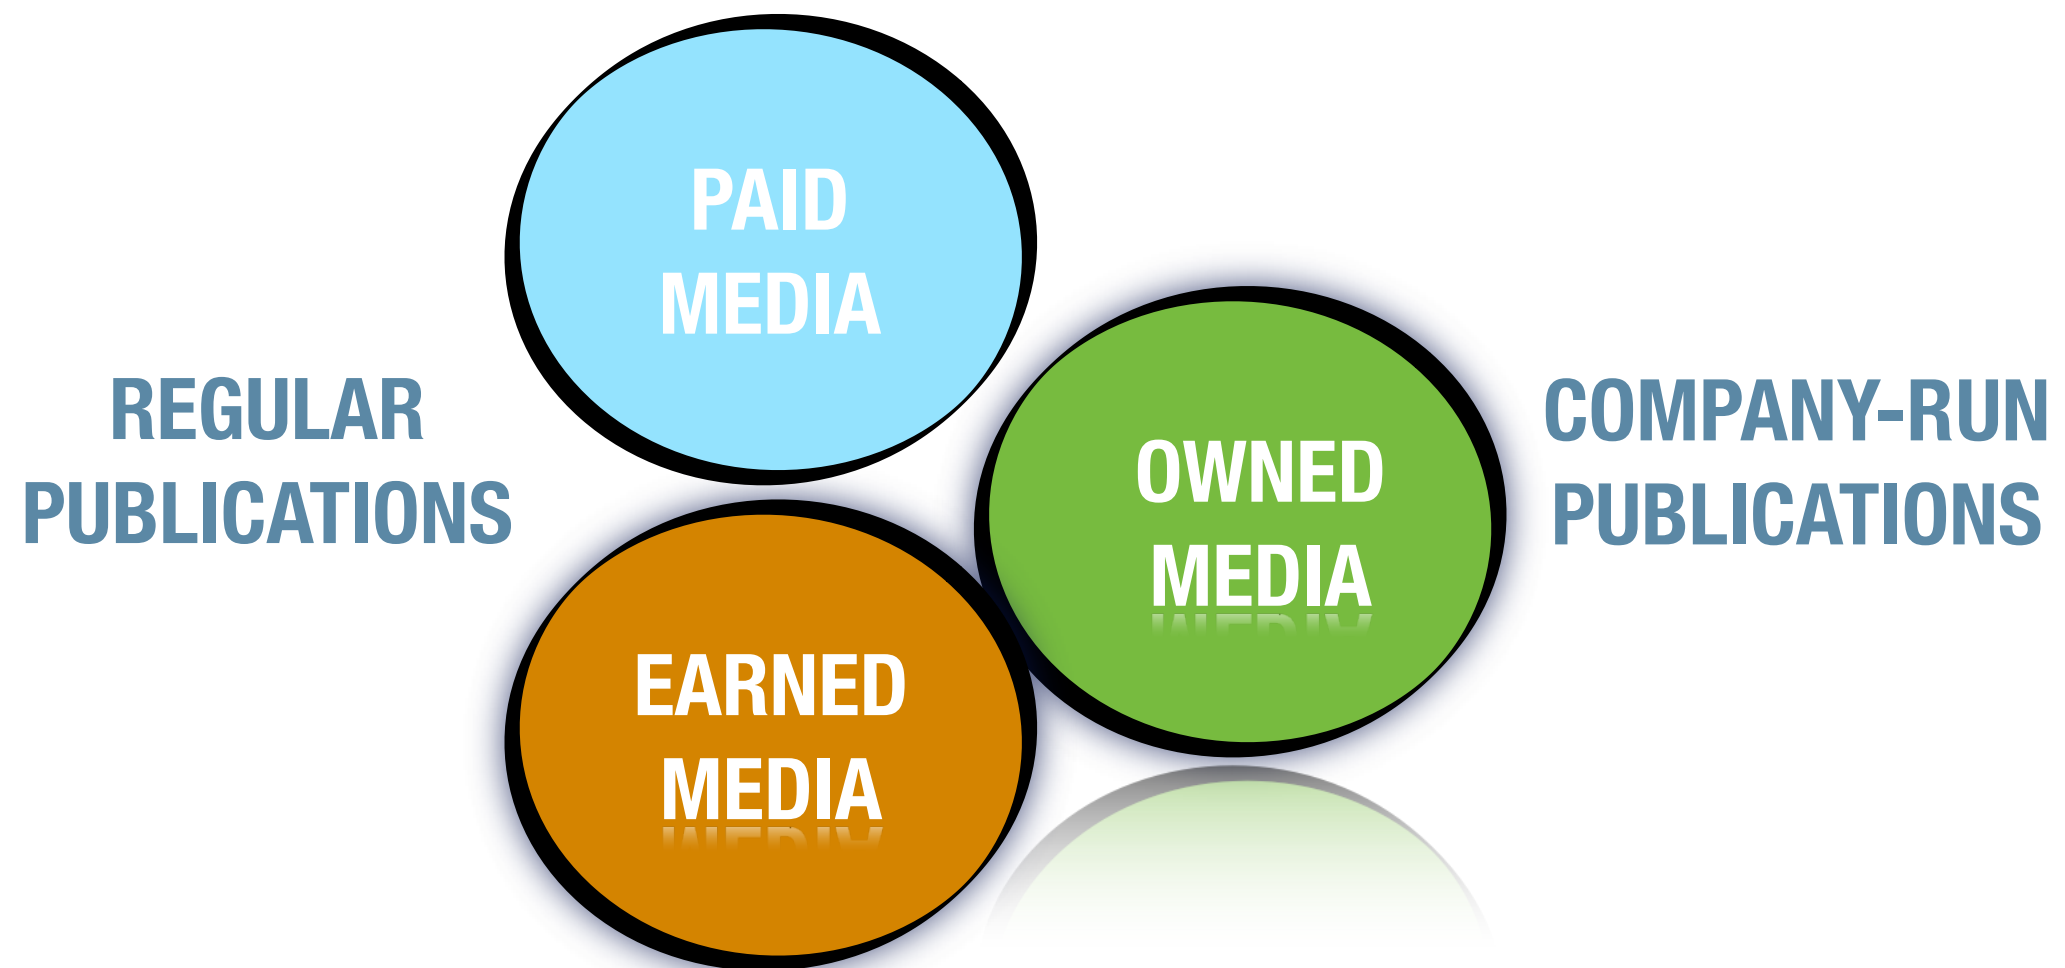 PAID
MEDIA
REGULAR
PUBLICATIONS
OWNED
MEDIA
COMPANY-RUN
PUBLICATIONS
EARNED
MEDIA